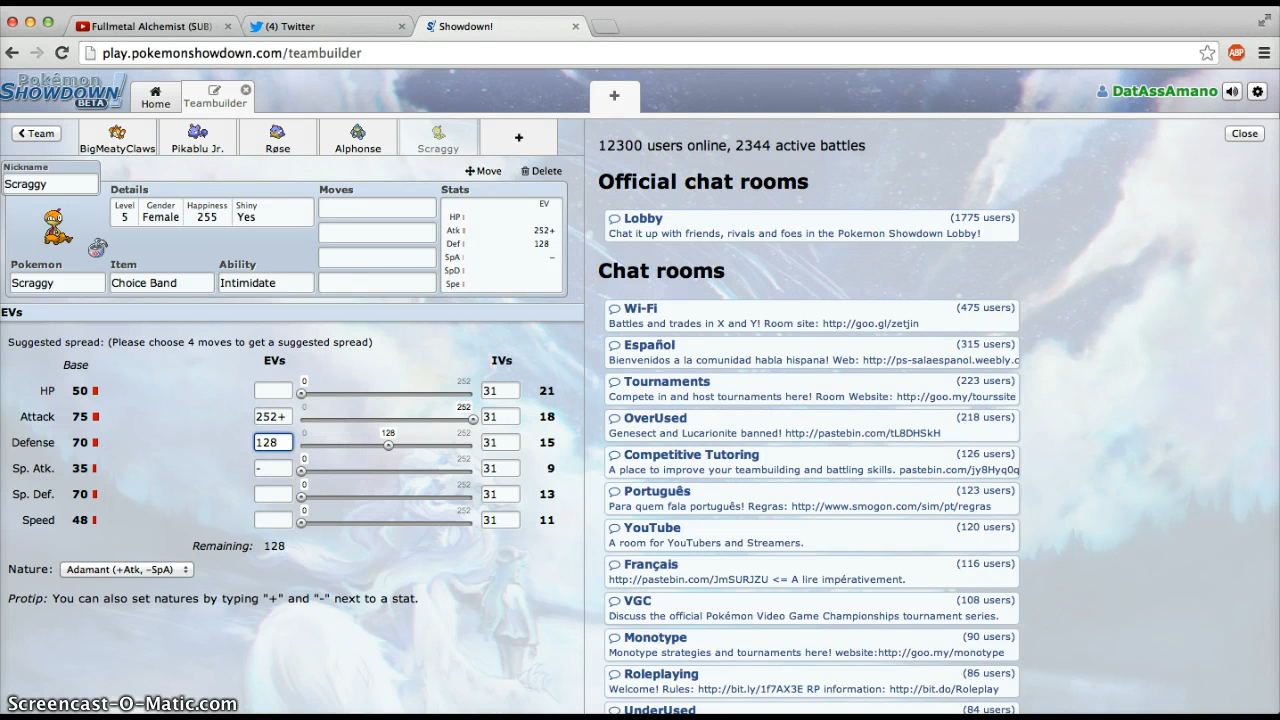 Fullmetal Alchemist (SUB)
(4) Twitter
Showdown!
play.pokemonshowdown.com/teambuilder
ABP
Pokémon
SHOWDOWN!
BETA
Home
Teambuilder
+
DatAssAmano
Team
BigMeatyClaws
Pikablu Jr.
Røse
Alphonse
Scraggy
+
Close
Nickname
Scraggy
Move
Delete
Details
Moves
Stats
Level
Gender
Happiness
Shiny
5
Female
255
Yes
EV
HP
Atk 252+
Def 128
SpA –
SpD
Spe
Pokemon
Item
Ability
Scraggy
Choice Band
Intimidate
EVs
Suggested spread: (Please choose 4 moves to get a suggested spread)
Base
EVs
IVs
HP 50 0 252 31 21
Attack 75 252+ 0 252 31 18
Defense 70 128 0 128 252 31 15
Sp. Atk. 35 - 0 252 31 9
Sp. Def. 70 0 252 31 13
Speed 48 0 252 31 11
Remaining: 128
Nature: Adamant (+Atk, -SpA)
Protip: You can also set natures by typing "+" and "-" next to a stat.
12300 users online, 2344 active battles
Official chat rooms
Lobby (1775 users)
Chat it up with friends, rivals and foes in the Pokemon Showdown Lobby!
Chat rooms
Wi-Fi (475 users)
Battles and trades in X and Y! Room site: http://goo.gl/zetjin
Español (315 users)
Bienvenidos a la comunidad habla hispana! Web: http://ps-salaespanol.weebly.c
Tournaments (223 users)
Compete in and host tournaments here! Room Website: http://goo.my/tourssite
OverUsed (218 users)
Genesect and Lucarionite banned! http://pastebin.com/tL8DHSkH
Competitive Tutoring (126 users)
A place to improve your teambuilding and battling skills. pastebin.com/jy8Hyq0q
Português (123 users)
Para quem fala português! Regras: http://www.smogon.com/sim/pt/regras
YouTube (120 users)
A room for YouTubers and Streamers.
Français (116 users)
http://pastebin.com/JmSURJZU <= A lire impérativement.
VGC (108 users)
Discuss the official Pokémon Video Game Championships tournament series.
Monotype (90 users)
Monotype strategies and tournaments here! website:http://goo.my/monotype
Roleplaying (86 users)
Welcome! Rules: http://bit.ly/1f7AX3E RP information: http://bit.do/Roleplay
UnderUsed (84 users)
Screencast-O-Matic.com